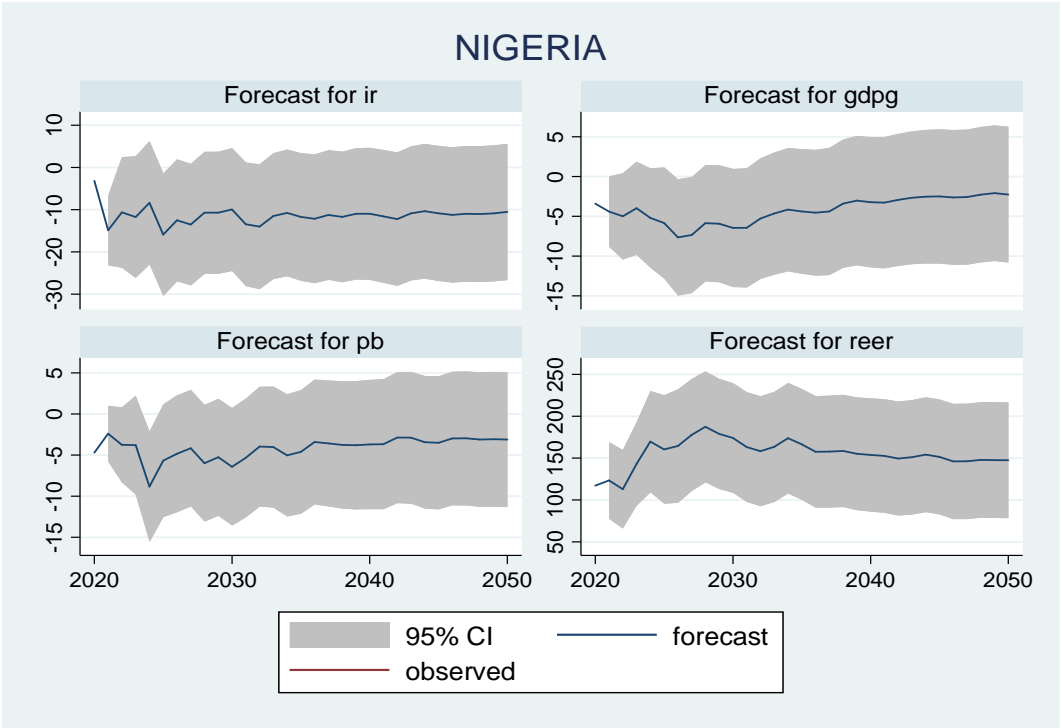 NIGERIA
Forecast for ir
10
0
-10
-20
-30
Forecast for gdpg
5
0
-5
-10
-15
Forecast for pb
5
0
-5
-10
-15
2020 2030 2040 2050
Forecast for reer
250
200
150
100
50
2020 2030 2040 2050
95% CI forecast
observed